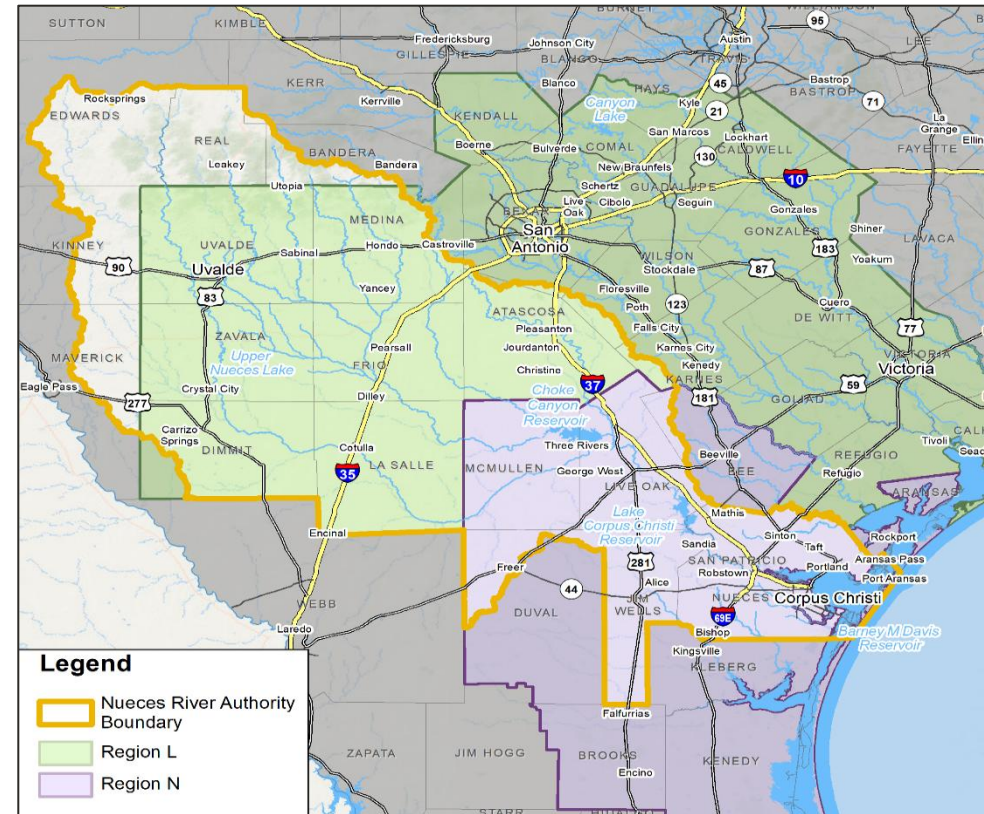 SUTTON
KIMBLE
BURNET
WILLIAMSON
95
Fredericksburg
GILLESPIE
Johnson City
BLANCO
Austin
TRAVIS
LEE
Rocksprings
EDWARDS
KERR
Kerrville
Blanco
HAYS
45
Kyle
21
Bastrop
BASTROP
71
La
Grange
FAYETTE
REAL
Leakey
BANDERA
Bandera
KENDALL
Boerne
Canyon
Lake
Bulverde
COMAL
San Marcos
130
Lockhart
CALDWELL
New Braunfels
10
Utopia
Schertz
GUADALUPE
Live
Oak
Cibolo
Seguin
Gonzales
MEDINA
BEXAR
San
Antonio
GONZALES
Shiner
KINNEY
90
UVALDE
Sabinal
Hondo
Castroville
WILSON
Stockdale
87
183
LAVACA
Yoakum
Uvalde
83
Yancey
Floresville
Poth
123
Cuero
DE WITT
ATASCOSA
Pleasanton
Falls City
77
ZAVALA
Upper
Nueces Lake
Pearsall
FRIO
Jourdanton
Karnes City
VICTORIA
Victoria
MAVERICK
Eagle Pass
Crystal City
Christine
37
Kenedy
KARNES
59
277
Dilley
Choke
Canyon
Reservoir
181
GOLIAD
Carrizo
Springs
DIMMIT
Cotulla
LA SALLE
35
Three Rivers
MCMULLEN
George West
LIVE OAK
Beeville
BEE
Tivoli
REFUGIO
Refugio
ARANSAS
Encinal
Lake
Corpus Christi
Reservoir
Mathis
Sinton
Rockport
Sandia
Taft
Aransas Pass
Freer
281
SAN PATRICIO
Robstown
Portland
Port Aransas
44
Alice
NUECES
Corpus Christi
WEBB
DUVAL
JIM
WELLS
69E
Laredo
Bishop
Barney M Davis
Reservoir
Kingsville
KLEBERG
Legend
Nueces River Authority
Boundary
Region L
Region N
Falfurrias
ZAPATA
JIM HOGG
BROOKS
KENEDY
Encino
STARR